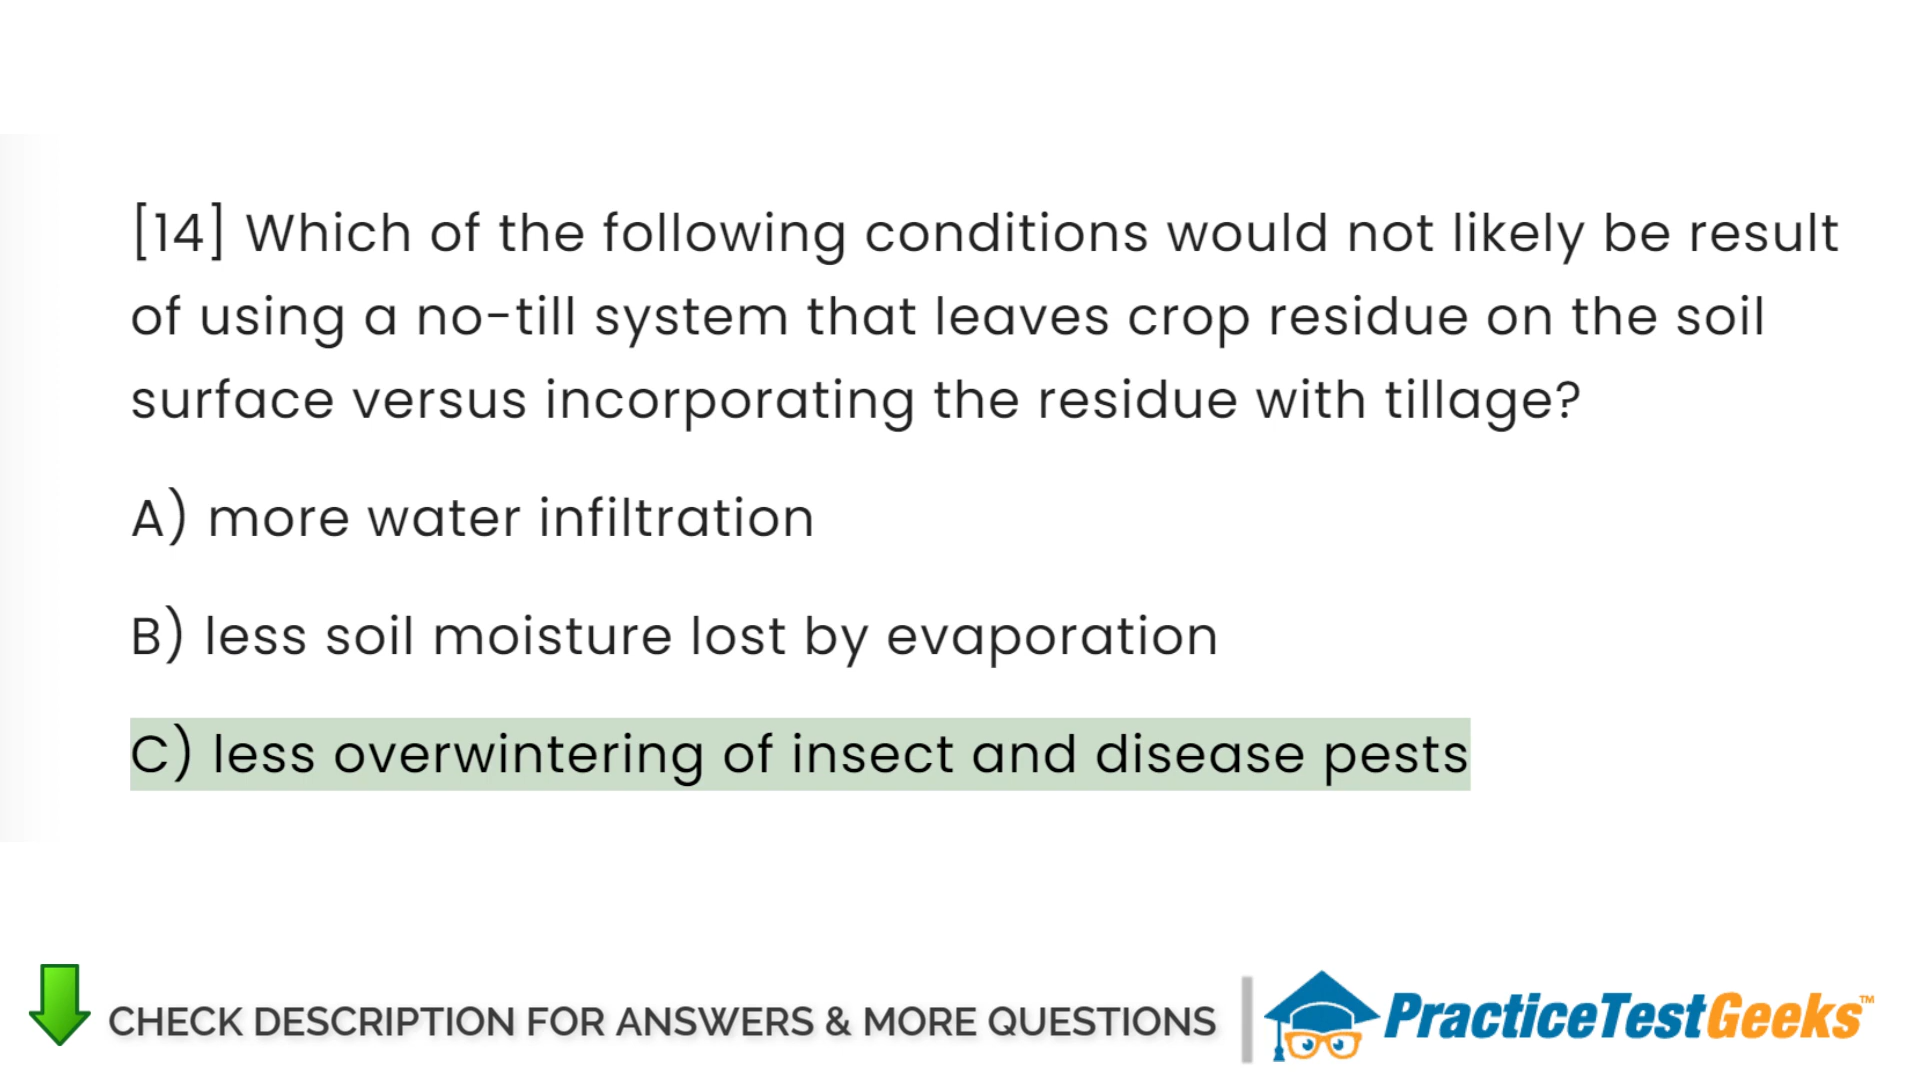 [14] Which of the following conditions would not likely be result
of using a no-till system that leaves crop residue on the soil
surface versus incorporating the residue with tillage?
A) more water infiltration
B) less soil moisture lost by evaporation
C) less overwintering of insect and disease pests
CHECK DESCRIPTION FOR ANSWERS & MORE QUESTIONS
PracticeTestGeeks™